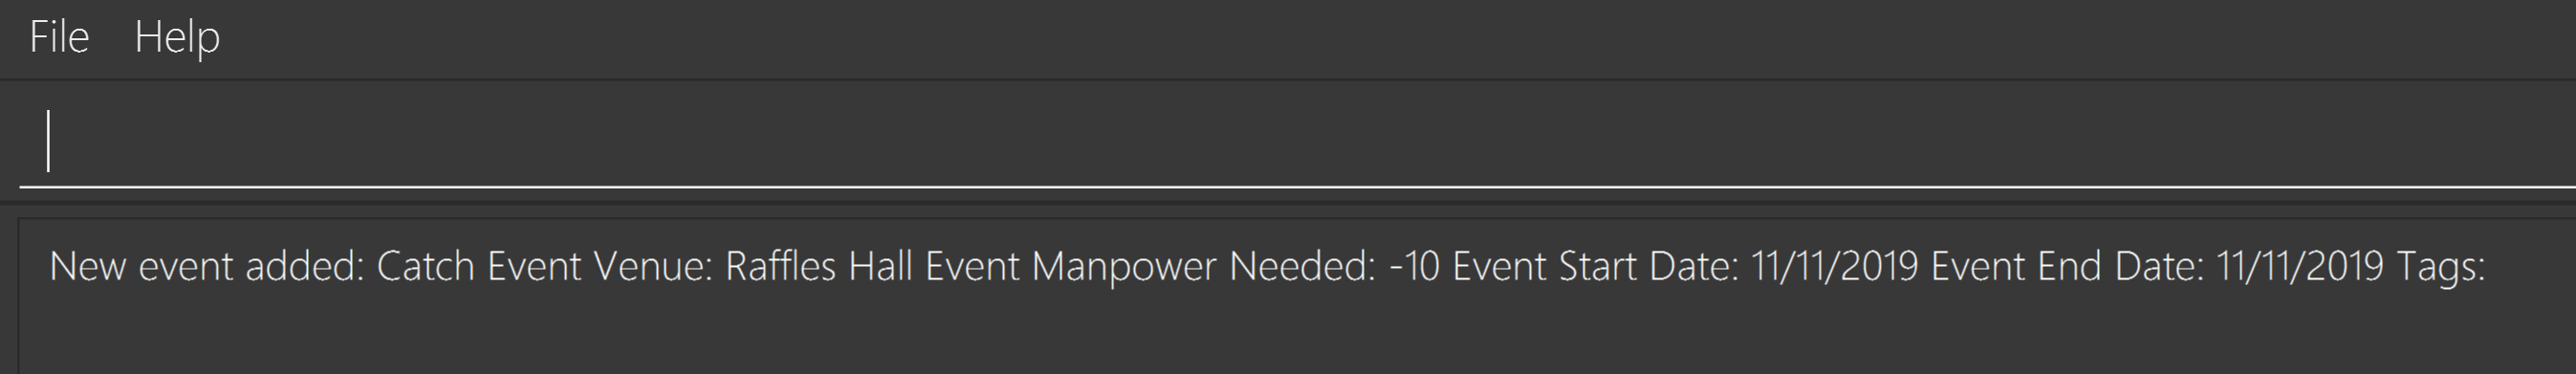 File Help
New event added: Catch Event Venue: Raffles Hall Event Manpower Needed: -10 Event Start Date: 11/11/2019 Event End Date: 11/11/2019 Tags: